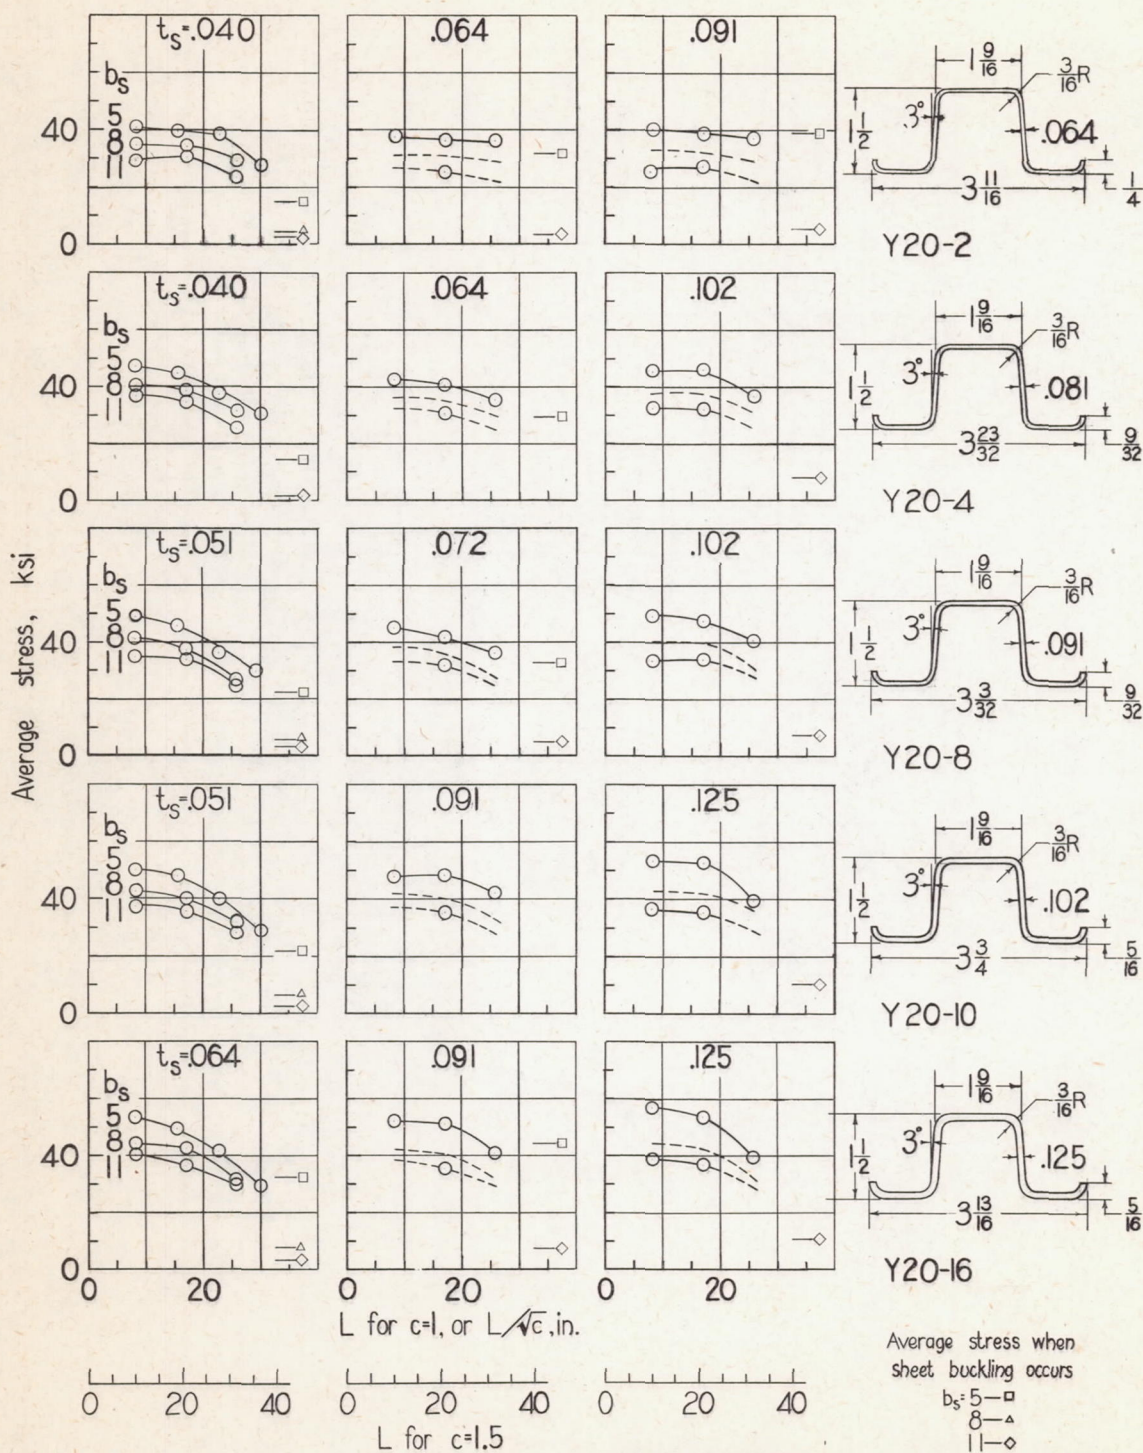 Average stress, ksi
t_s=.040 .064 .091
b_s
5
8
11
40
0
1 9/16
3/16 R
3°
1 1/2
.064
3 11/16
1/4
Y20-2
t_s=.040 .064 .102
b_s
5
8
11
40
0
1 9/16
3/16 R
3°
1 1/2
.081
3 23/32
9/32
Y20-4
t_s=.051 .072 .102
b_s
5
8
11
40
0
1 9/16
3/16 R
3°
1 1/2
.091
3 3/32
9/32
Y20-8
t_s=.051 .091 .125
b_s
5
8
11
40
0
1 9/16
3/16 R
3°
1 1/2
.102
3 3/4
5/16
Y20-10
t_s=.064 .091 .125
b_s
5
8
11
40
0
1 9/16
3/16 R
3°
1 1/2
.125
3 13/16
5/16
Y20-16
0 20 0 20 0 20
L for c=1, or L/√c, in.
0 20 40 0 20 40 0 20 40
L for c=1.5
Average stress when
sheet buckling occurs
b_s=5—□
8—△
11—◇